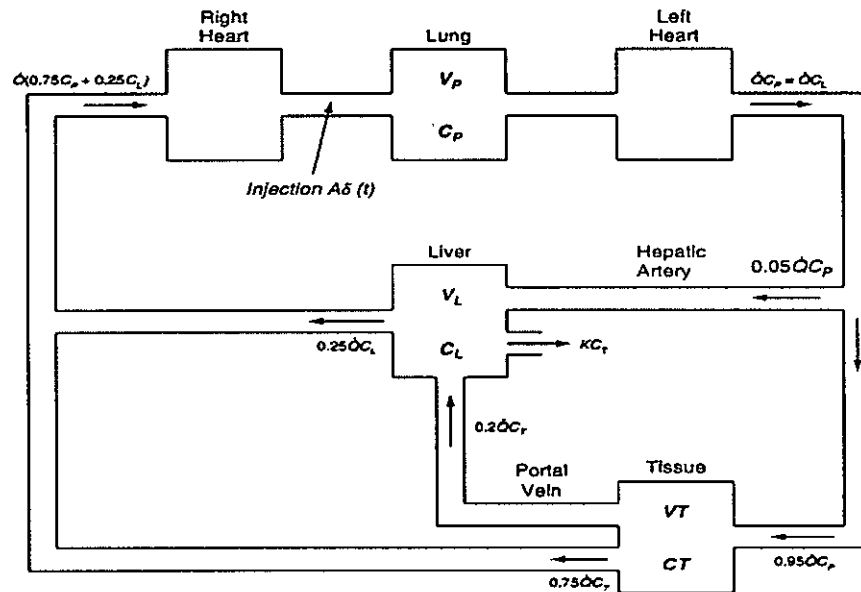 Right
Heart
Lung
Left
Heart
Q̇(0.75C_P + 0.25C_L)
V_P
Q̇C_P = Q̇C_L
C_P
Injection Aδ (t)
Liver
Hepatic
Artery
0.05Q̇C_P
V_L
C_L
KC_T
0.25Q̇C_L
0.2Q̇C_T
Portal
Vein
Tissue
VT
CT
0.75Q̇C_T
0.95Q̇C_P